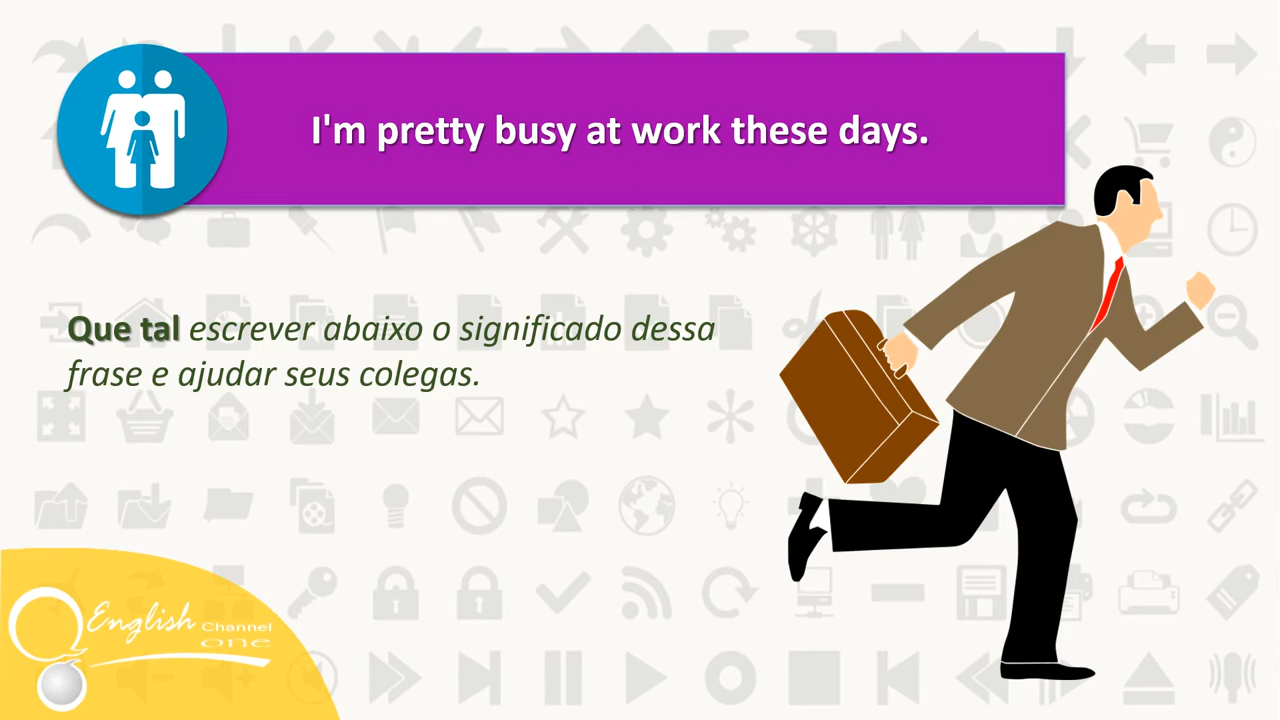 I'm pretty busy at work these days.
Que tal escrever abaixo o significado dessa
frase e ajudar seus colegas.
English Channel
one